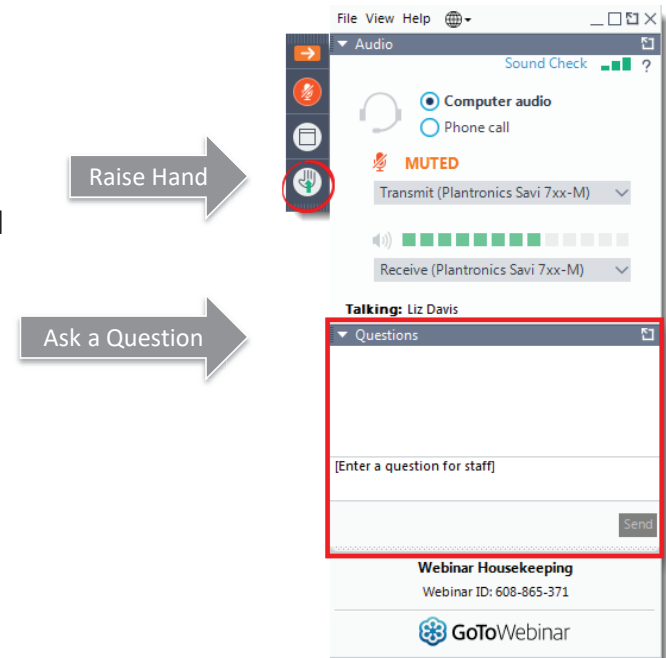 File View Help
Audio
Sound Check ?
Computer audio
Phone call
MUTED
Transmit (Plantronics Savi 7xx-M)
Raise Hand
Receive (Plantronics Savi 7xx-M)
Talking: Liz Davis
Ask a Question
Questions
[Enter a question for staff]
Send
Webinar Housekeeping
Webinar ID: 608-865-371
GoToWebinar